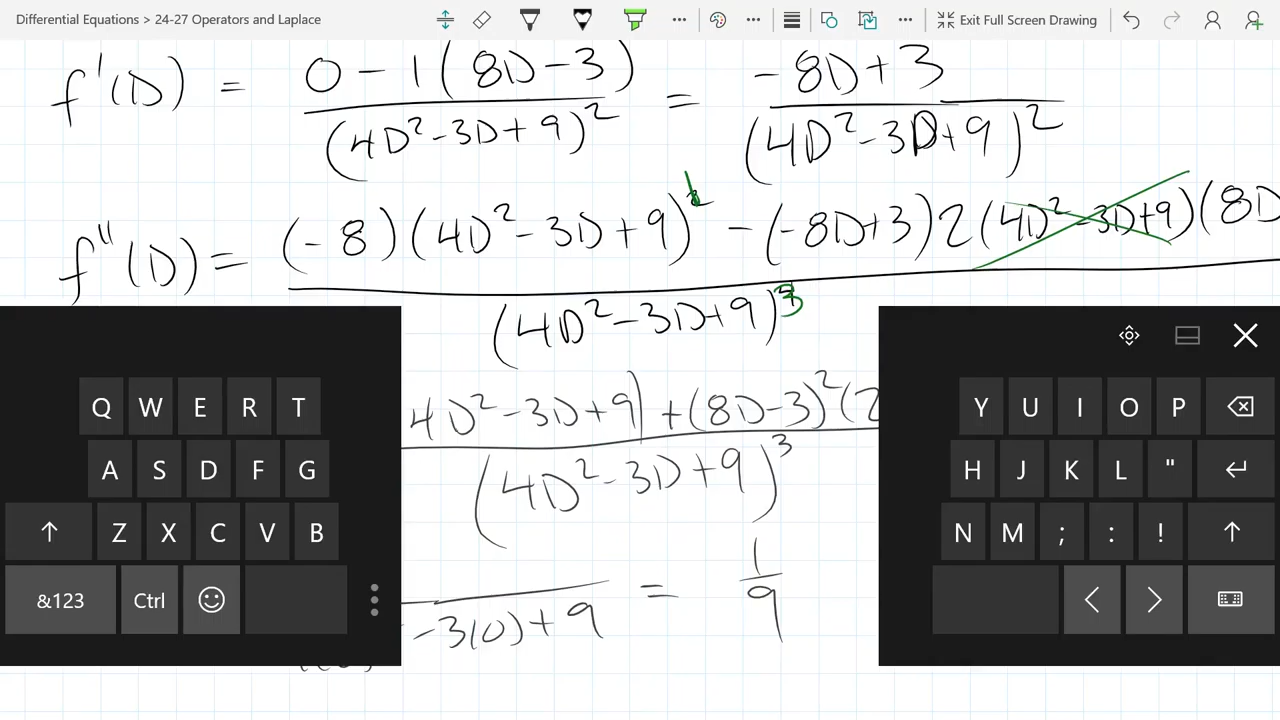 Differential Equations > 24-27 Operators and Laplace
Exit Full Screen Drawing
f'(D) = 0 - 1(8D - 3) / (4D² - 3D + 9)² = -8D + 3 / (4D² - 3D + 9)²
f''(D) = (-8)(4D² - 3D + 9) - (-8D + 3)2(4D² - 3D + 9)(8D
(4D² - 3D + 9)³
4D² - 3D + 9) + (8D - 3)²(2
(4D² - 3D + 9)³
-3(0) + 9 = 1/9
Q W E R T
Y U I O P
A S D F G
H J K L "
Z X C V B
N M ; : !
&123 Ctrl